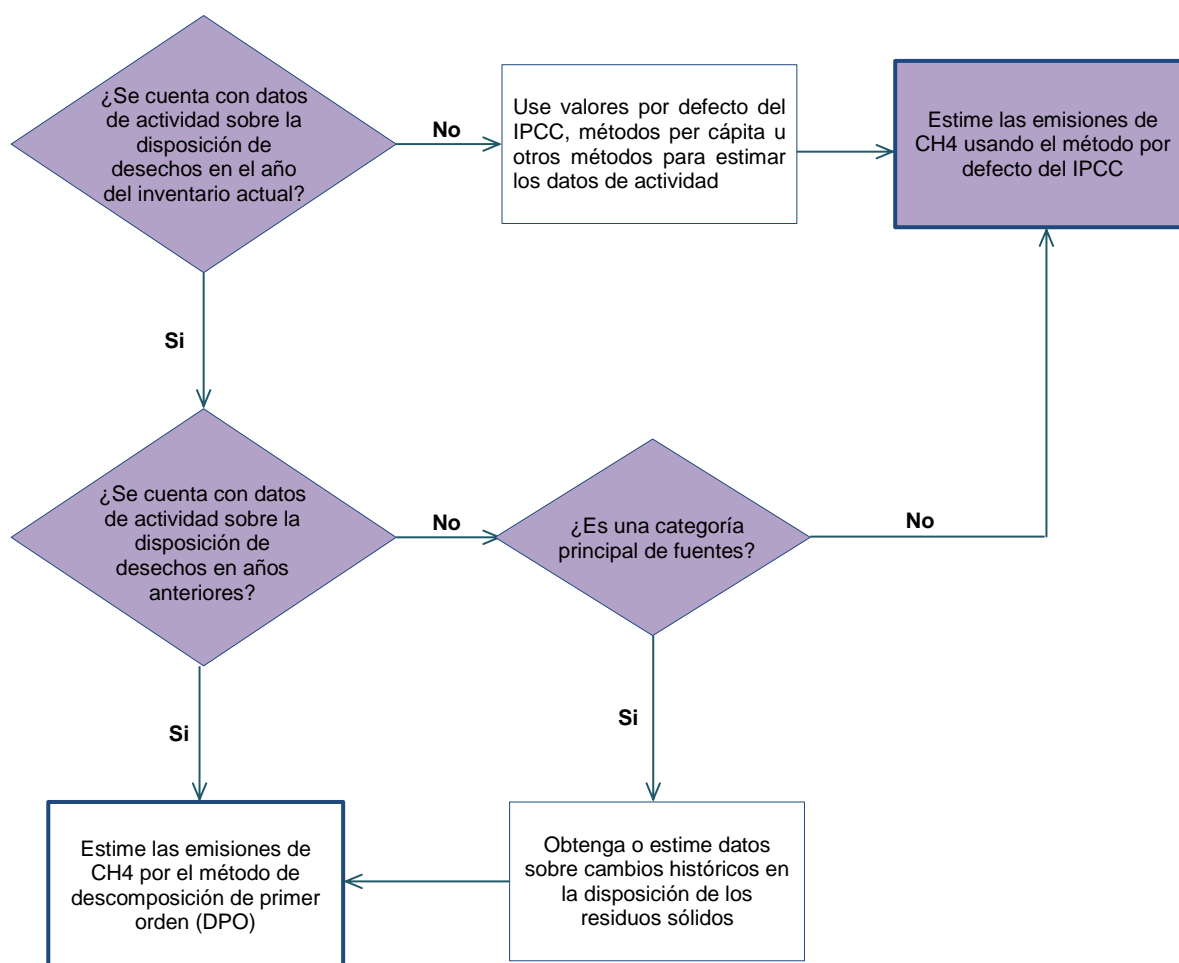 ¿Se cuenta con datos
de actividad sobre la
disposición de
desechos en el año
del inventario actual?
No
Use valores por defecto del
IPCC, métodos per cápita u
otros métodos para estimar
los datos de actividad
Estime las emisiones de
CH4 usando el método por
defecto del IPCC
Si
¿Se cuenta con datos
de actividad sobre la
disposición de
desechos en años
anteriores?
No
¿Es una categoría
principal de fuentes?
No
Si
Si
Estime las emisiones de
CH4 por el método de
descomposición de primer
orden (DPO)
Obtenga o estime datos
sobre cambios históricos en
la disposición de los
residuos sólidos